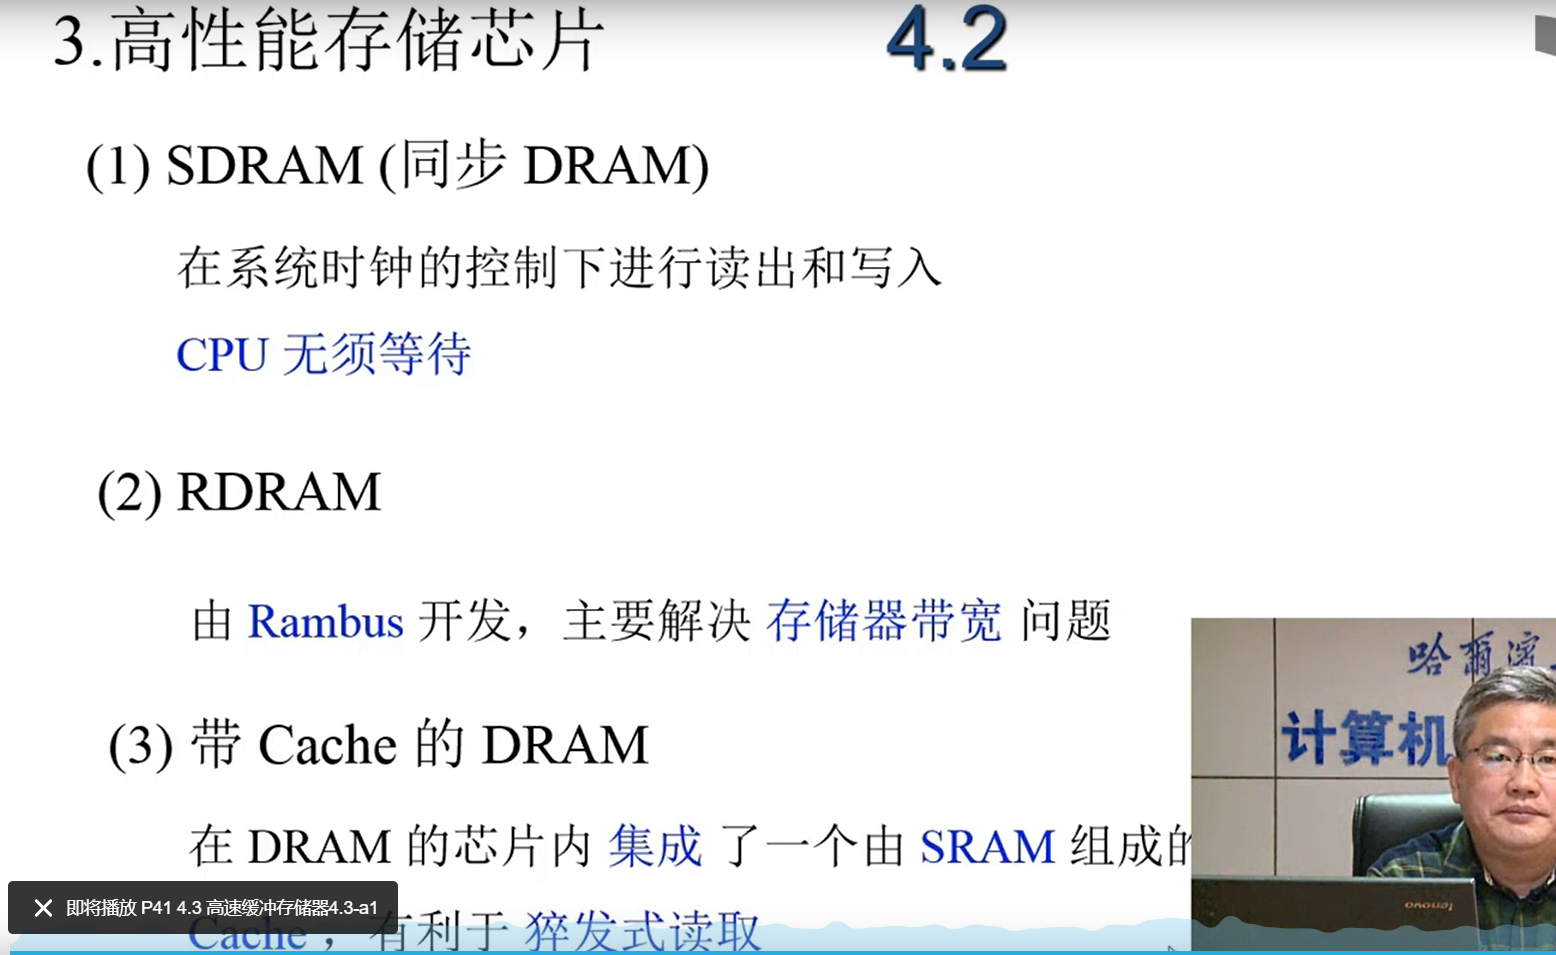 3.高性能存储芯片
4.2
(1) SDRAM (同步 DRAM)
在系统时钟的控制下进行读出和写入
CPU 无须等待
(2) RDRAM
由 Rambus 开发，主要解决 存储器带宽 问题
(3) 带 Cache 的 DRAM
在 DRAM 的芯片内 集成 了一个由 SRAM 组成的
Cache ，有利于 猝发式读取
即将播放 P41 4.3 高速缓冲存储器4.3-a1
哈爾濱
计算机
lenovo